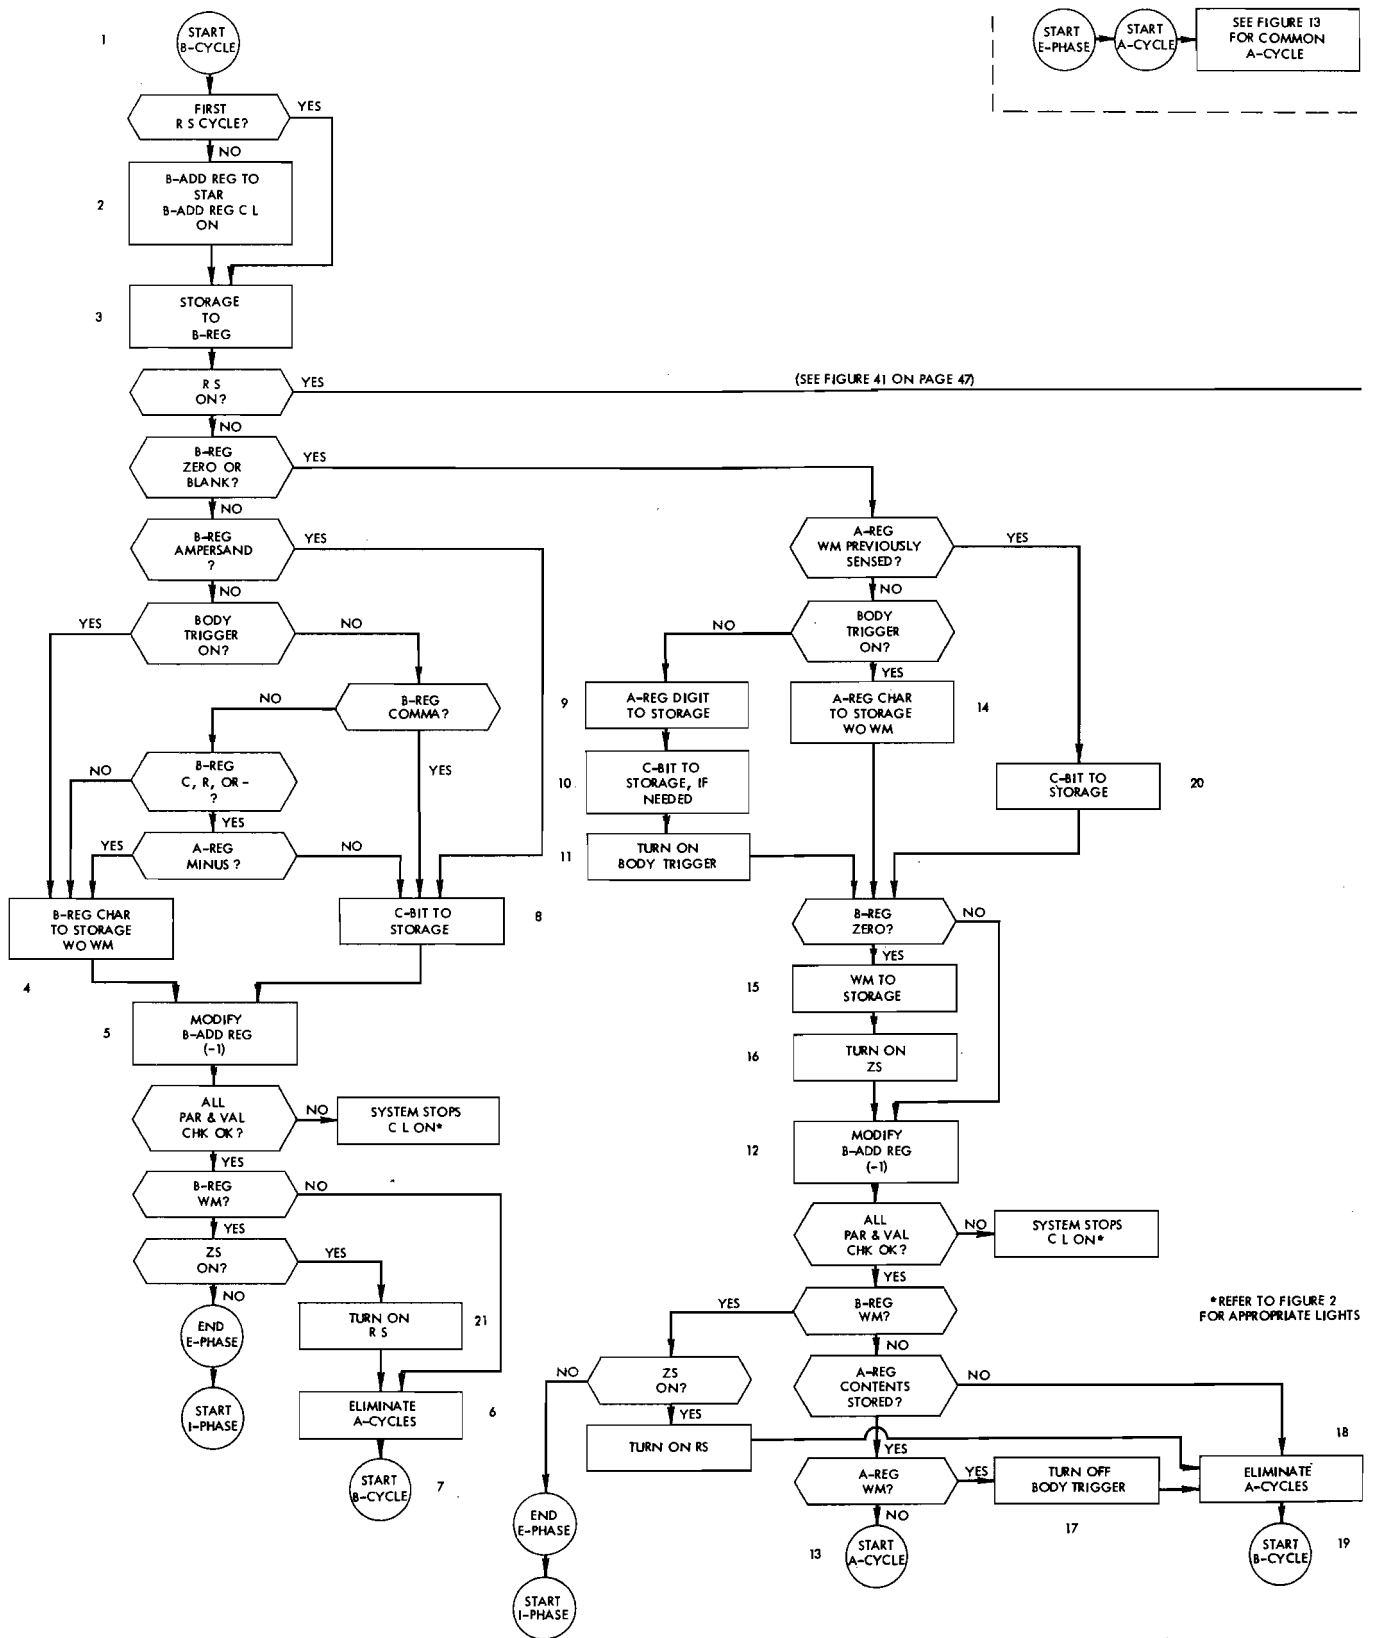 1
START
B-CYCLE
START
E-PHASE
START
A-CYCLE
SEE FIGURE 13
FOR COMMON
A-CYCLE
FIRST
R S CYCLE?
YES
NO
2
B-ADD REG TO
STAR
B-ADD REG C L
ON
3
STORAGE
TO
B-REG
R S
ON?
YES
(SEE FIGURE 41 ON PAGE 47)
NO
B-REG
ZERO OR
BLANK?
YES
NO
B-REG
AMPERSAND
?
YES
NO
A-REG
WM PREVIOUSLY
SENSED?
YES
NO
YES
BODY
TRIGGER
ON?
NO
NO
BODY
TRIGGER
ON?
YES
NO
B-REG
COMMA?
YES
9
A-REG DIGIT
TO STORAGE
A-REG CHAR
TO STORAGE
WO WM
14
NO
B-REG
C, R, OR -
?
YES
10
C-BIT TO
STORAGE, IF
NEEDED
C-BIT TO
STORAGE
20
YES
A-REG
MINUS?
NO
11
TURN ON
BODY TRIGGER
B-REG CHAR
TO STORAGE
WO WM
4
C-BIT TO
STORAGE
8
B-REG
ZERO?
NO
YES
15
WM TO
STORAGE
5
MODIFY
B-ADD REG
(-1)
16
TURN ON
ZS
ALL
PAR & VAL
CHK OK?
NO
SYSTEM STOPS
C L ON*
YES
12
MODIFY
B-ADD REG
(-1)
B-REG
WM?
NO
YES
ALL
PAR & VAL
CHK OK?
NO
SYSTEM STOPS
C L ON*
YES
ZS
ON?
YES
NO
YES
B-REG
WM?
NO
*REFER TO FIGURE 2
FOR APPROPRIATE LIGHTS
END
E-PHASE
TURN ON
R S
21
NO
ZS
ON?
YES
A-REG
CONTENTS
STORED?
NO
YES
START
I-PHASE
ELIMINATE
A-CYCLES
6
TURN ON RS
18
START
B-CYCLE
7
A-REG
WM?
YES
NO
TURN OFF
BODY TRIGGER
17
ELIMINATE
A-CYCLES
END
E-PHASE
13
START
A-CYCLE
START
B-CYCLE
19
START
I-PHASE